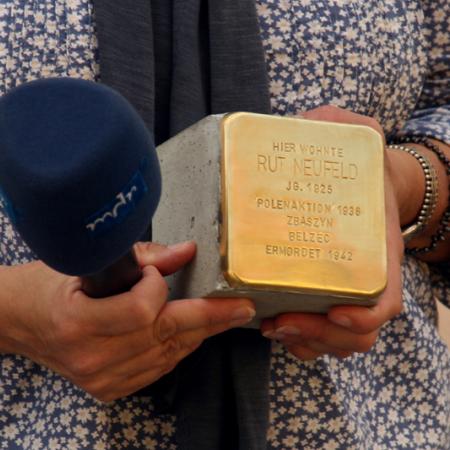 mdr
HIER WOHNTE
RUT NEUFELD
JG. 1925
POLENAKTION 1938
ZBASZYN
BELZEC
ERMORDET 1942